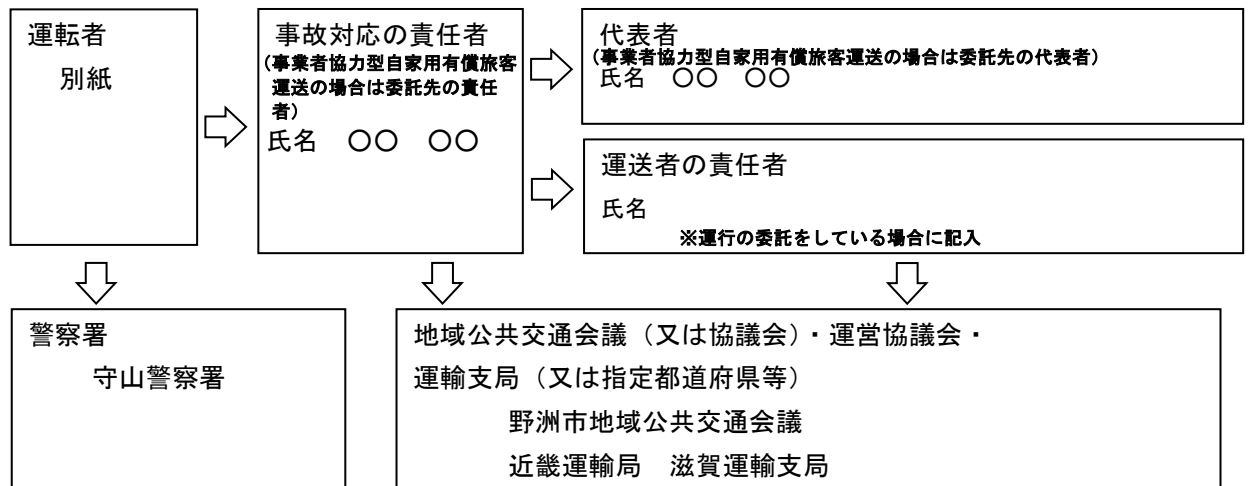 運転者
別紙
事故対応の責任者
(事業者協力型自家用有償旅客
運送の場合は委託先の責任
者)
氏名 〇〇 〇〇
代表者
(事業者協力型自家用有償旅客運送の場合は委託先の代表者)
氏名 〇〇 〇〇
運送者の責任者
氏名
※運行の委託をしている場合に記入
警察署
守山警察署
地域公共交通会議（又は協議会）・運営協議会・
運輸支局（又は指定都道府県等）
野洲市地域公共交通会議
近畿運輸局 滋賀運輸支局